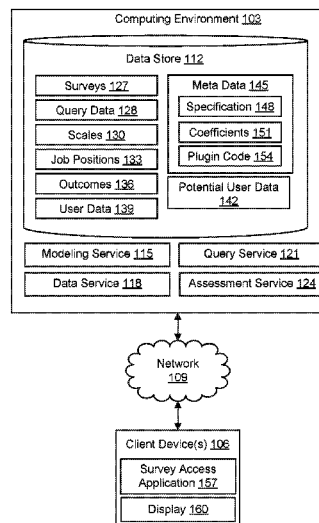 Computing Environment 103
Data Store 112
Surveys 127
Query Data 128
Scales 130
Job Positions 133
Outcomes 136
User Data 139
Meta Data 145
Specification 148
Coefficients 151
Plugin Code 154
Potential User Data
142
Modeling Service 115
Query Service 121
Data Service 118
Assessment Service 124
Network
109
Client Device(s) 106
Survey Access
Application 157
Display 160